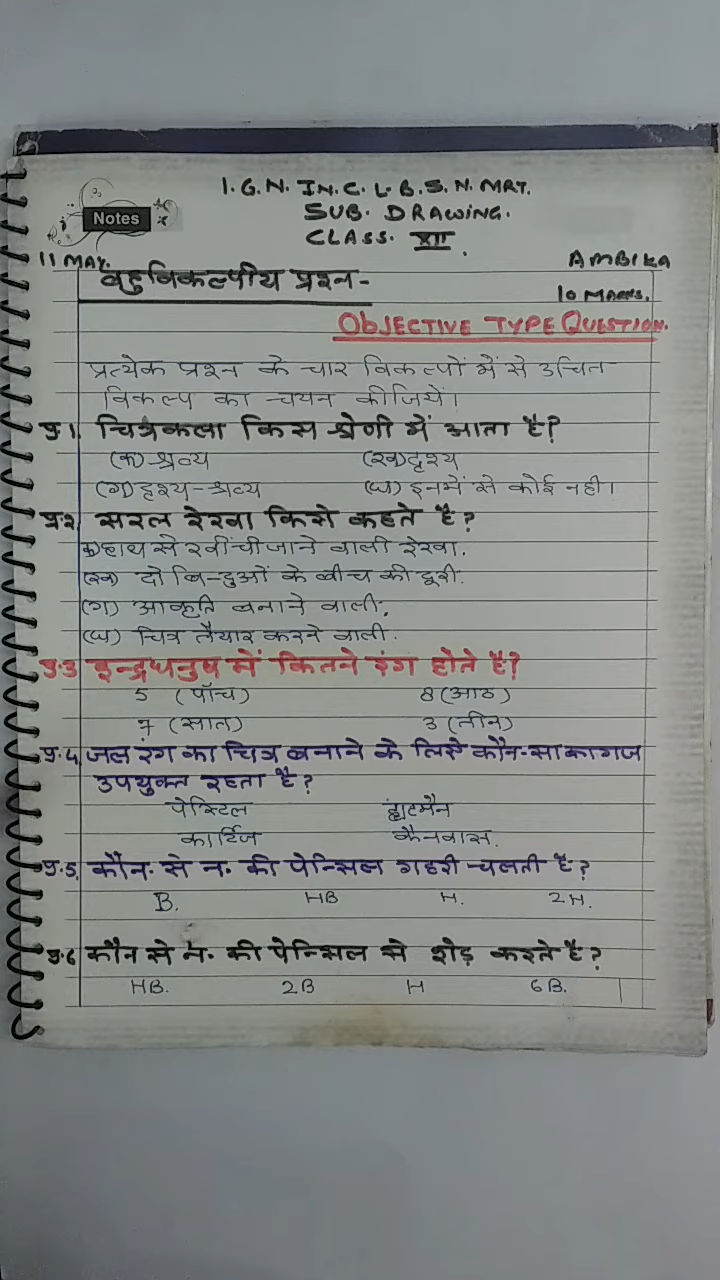 I.G.N. IN.C. L.B.S.N. MRT.
Notes
SUB. DRAWING.
CLASS. XII.
11 MAY.
AMBIKA
बहुविकल्पीय प्रश्न-
10 MARKS.
OBJECTIVE TYPE QUESTION.
प्रत्येक प्रश्न के चार विकल्पों में से उचित
विकल्प का चयन कीजिये।
प्र.1. चित्रकला किस श्रेणी में आता है?
(क) श्रव्य (ख) दृश्य
(ग) दृश्य-श्रव्य (घ) इनमें से कोई नही।
प्र.2. सरल रेखा किसे कहते है?
क) हाथ से खींची जाने वाली रेखा.
(ख) दो बिन्दुओं के बीच की दूरी.
(ग) आकृति बनाने वाली.
(घ) चित्र तैयार करने वाली.
प्र.3 इन्द्रधनुष में कितने रंग होते है?
5 (पाँच) 8 (आठ)
7 (सात) 3 (तीन)
प्र.4. जल रंग का चित्र बनाने के लिये कौन-सा कागज
उपयुक्त रहता है?
पेस्टिल हाटमैन
कार्टिज कैनवास.
प्र.5. कौन से न. की पेन्सिल गहरी चलती है?
B. HB H. 2H.
प्र.6 कौन से नं. की पेन्सिल से शेड़ करते है?
HB. 2B H 6B.